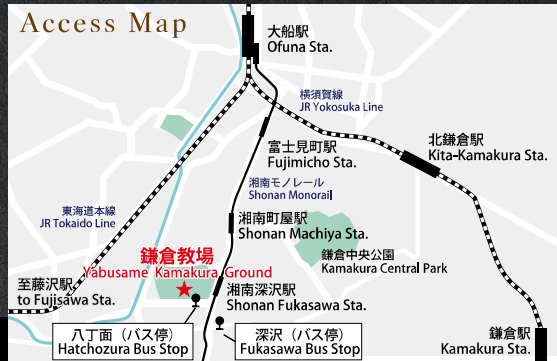 Access Map
大船駅
Ofuna Sta.
横須賀線
JR Yokosuka Line
北鎌倉駅
Kita-Kamakura Sta.
富士見町駅
Fujimicho Sta.
湘南モノレール
Shonan Monorail
東海道本線
JR Tokaido Line
湘南町屋駅
Shonan Machiya Sta.
鎌倉中央公園
Kamakura Central Park
鎌倉教場
Yabusame Kamakura Ground
至藤沢駅
to Fujisawa Sta.
湘南深沢駅
Shonan Fukasawa Sta.
八丁面（バス停）
Hatchozura Bus Stop
深沢（バス停）
Fukasawa Bus Stop
鎌倉駅
Kamakura Sta.